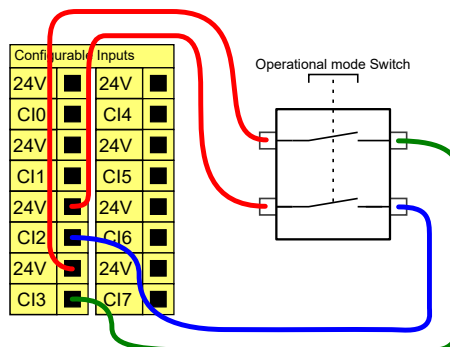 Configurable Inputs
Operational mode Switch
24V 24V
CI0 CI4
24V 24V
CI1 CI5
24V 24V
CI2 CI6
24V 24V
CI3 CI7